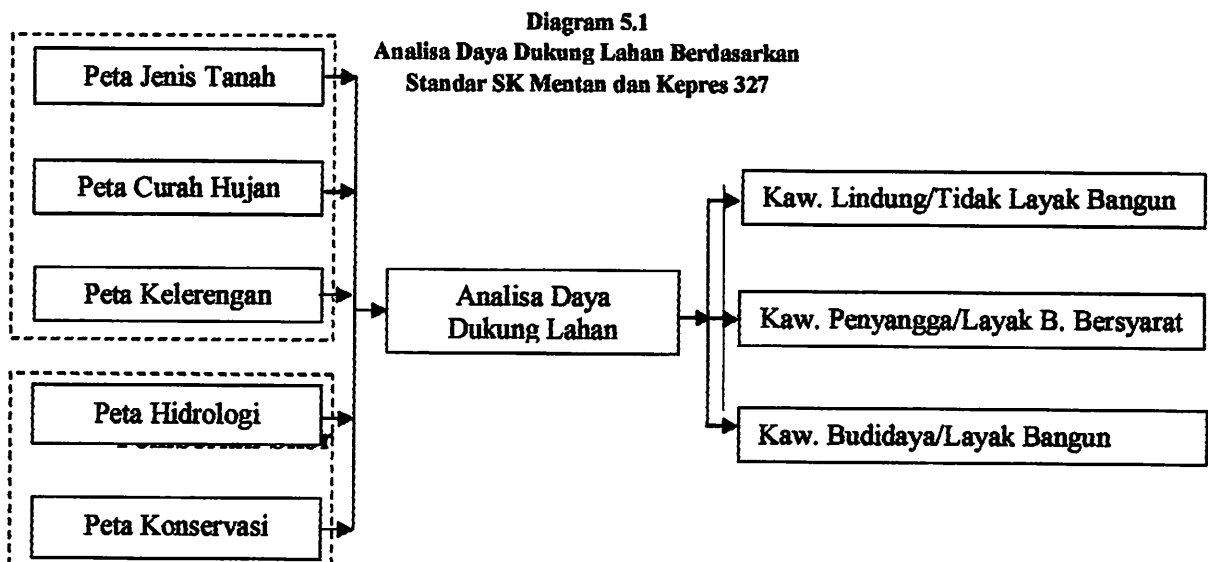 Diagram 5.1
Analisa Daya Dukung Lahan Berdasarkan
Standar SK Mentan dan Kepres 327
Peta Jenis Tanah
Peta Curah Hujan
Peta Kelerengan
Peta Hidrologi
Peta Konservasi
Analisa Daya
Dukung Lahan
Kaw. Lindung/Tidak Layak Bangun
Kaw. Penyangga/Layak B. Bersyarat
Kaw. Budidaya/Layak Bangun